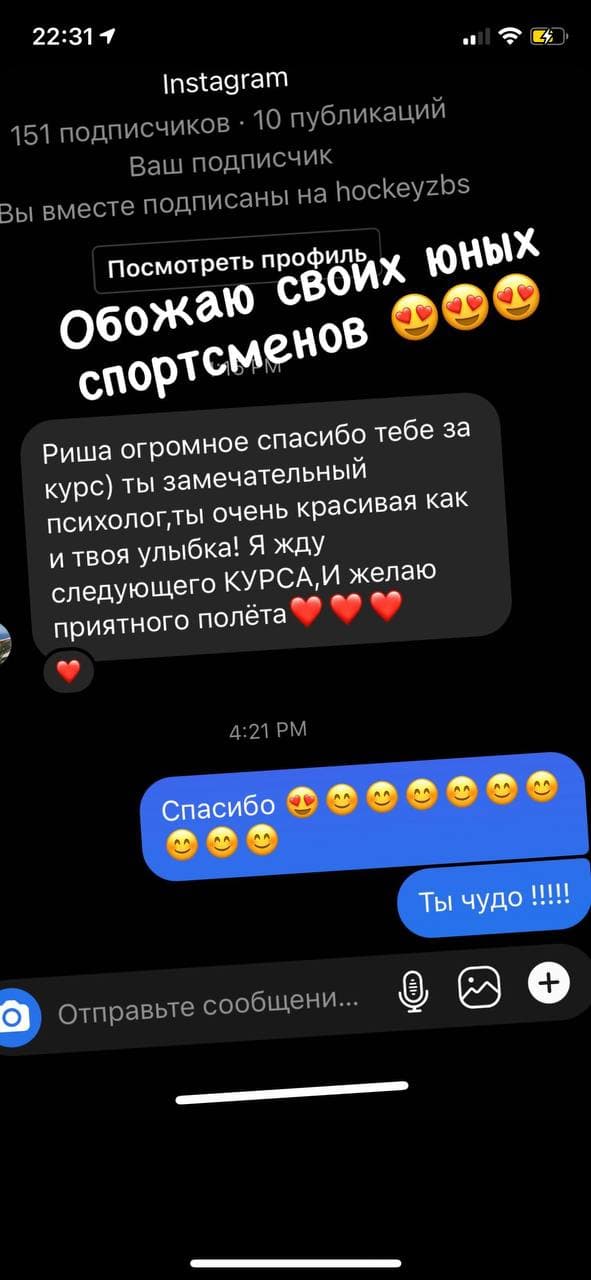 22:31
Instagram
151 подписчиков · 10 публикаций
Ваш подписчик
Вы вместе подписаны на hockeyzbs
Посмотреть профиль
Обожаю своих юных
спортсменов 😍😍😍
PM
Риша огромное спасибо тебе за
курс) ты замечательный
психолог,ты очень красивая как
и твоя улыбка! Я жду
следующего КУРСА,И желаю
приятного полёта❤️❤️❤️
❤️
4:21 PM
Спасибо 😍😊😊😊😊😊😊
😊😊😊
Ты чудо !!!!!
Отправьте сообщени...